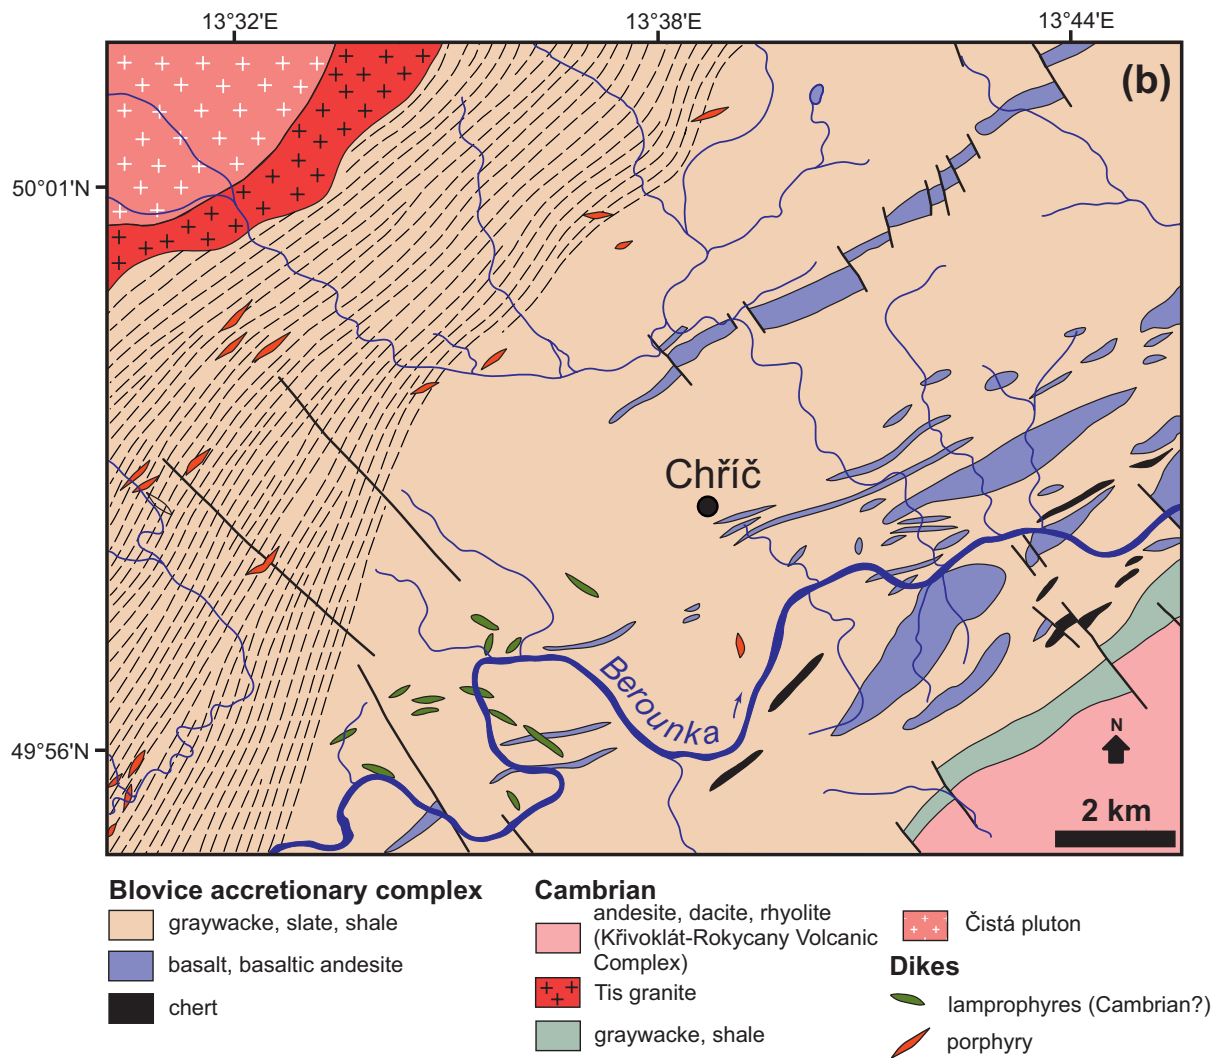 13°32'E
13°38'E
13°44'E
(b)
50°01'N
Chříč
Berounka
49°56'N
N
2 km
Blovice accretionary complex
graywacke, slate, shale
basalt, basaltic andesite
chert
Cambrian
andesite, dacite, rhyolite
(Křivoklát-Rokycany Volcanic
Complex)
Tis granite
graywacke, shale
Čistá pluton
Dikes
lamprophyres (Cambrian?)
porphyry